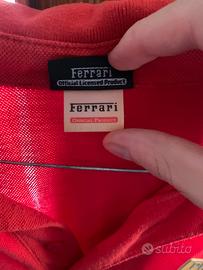 Ferrari
Official Licensed Product
Ferrari
Official Product
subito